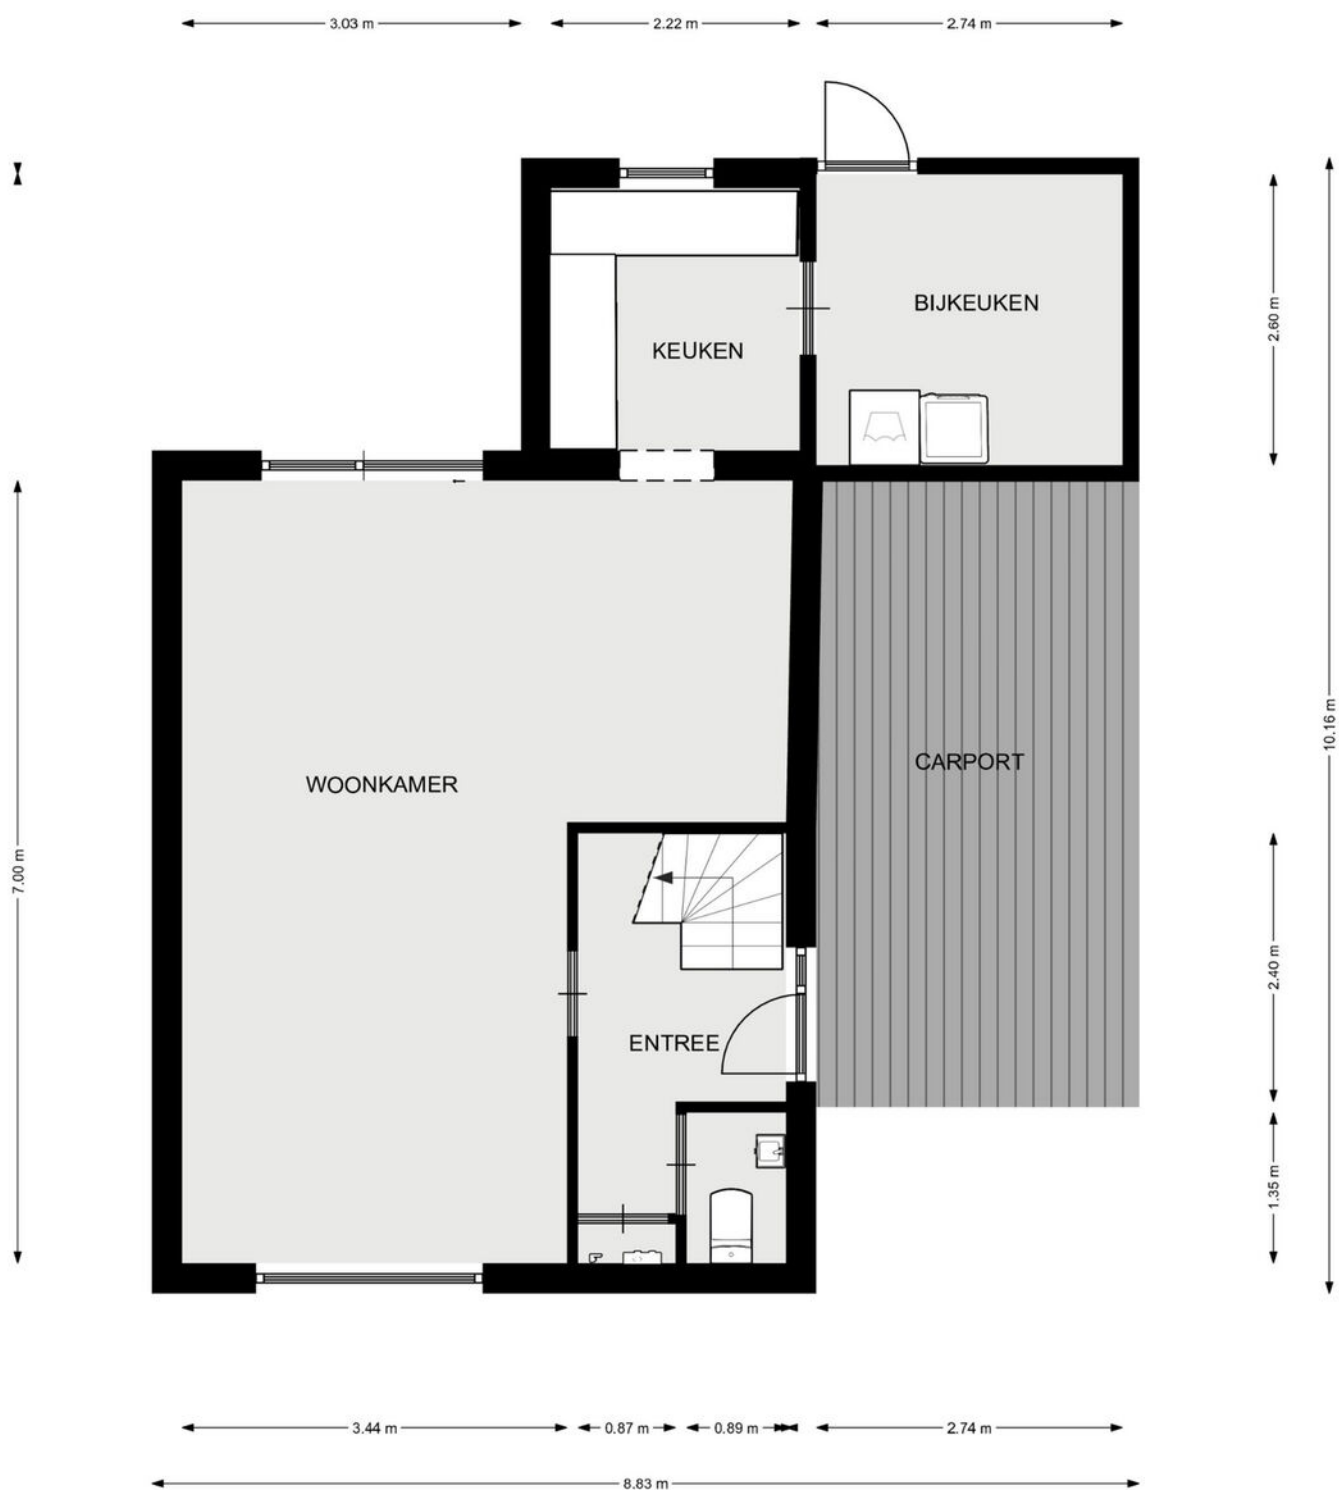 3.03 m
2.22 m
2.74 m
BIJKEUKEN
2.60 m
KEUKEN
10.16 m
CARPORT
WOONKAMER
7.00 m
2.40 m
ENTREE
1.35 m
3.44 m
0.87 m
0.89 m
2.74 m
8.83 m